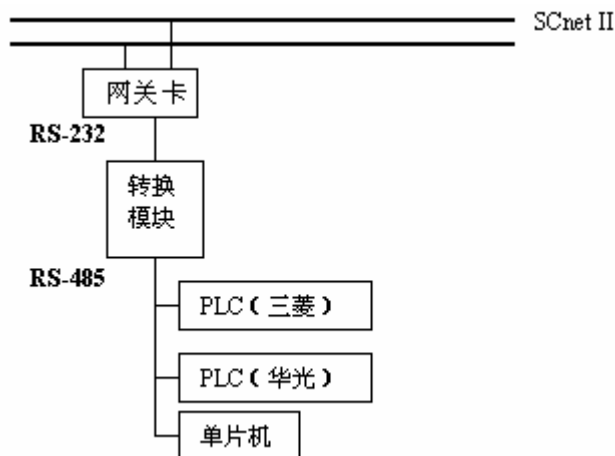 SCnet II
网关卡
RS-232
转换
模块
RS-485
PLC（三菱）
PLC（华光）
单片机